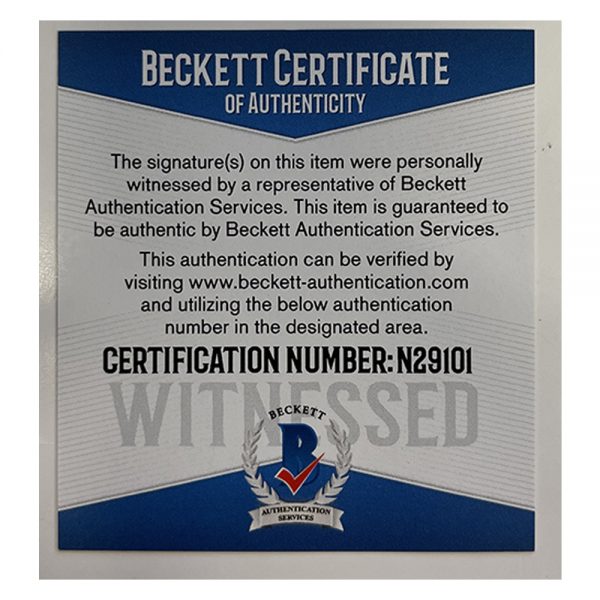 BECKETT CERTIFICATE
OF AUTHENTICITY
The signature(s) on this item were personally
witnessed by a representative of Beckett
Authentication Services. This item is guaranteed to
be authentic by Beckett Authentication Services.
This authentication can be verified by
visiting www.beckett-authentication.com
and utilizing the below authentication
number in the designated area.
CERTIFICATION NUMBER: N29101
WITNESSED
BECKETT
B
AUTHENTICATION
SERVICES